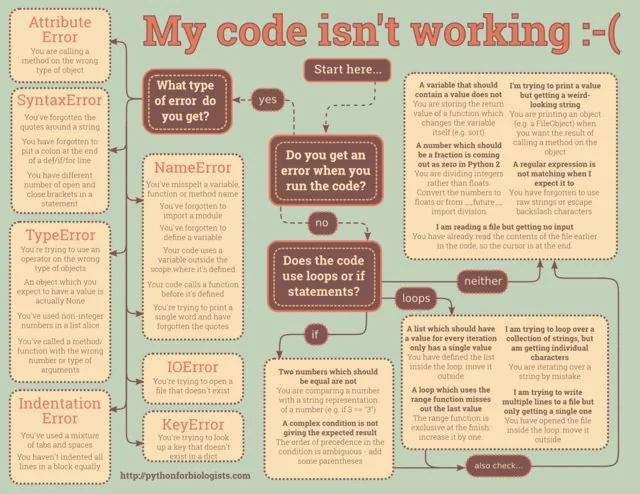 My code isn't working :-(
Start here...
Do you get an
error when you
run the code?
yes
What type
of error do
you get?
Attribute
Error
You are calling a
method on the wrong
type of object
SyntaxError
You've forgotten the
quotes around a string
You have forgotten to
put a colon at the end
of a def/if/for line
You have different
number of open and
close brackets in a
statement
TypeError
You're trying to use an
operator on the wrong
type of objects
An object which you
expect to have a value is
actually None
You've used non-integer
numbers in a list slice
You've called a method/
function with the wrong
number or type of
arguments
Indentation
Error
You've used a mixture
of tabs and spaces
You haven't indented all
lines in a block equally
NameError
You've misspelt a variable,
function or method name
You've forgotten to
import a module
You've forgotten to
define a variable
Your code uses a
variable outside the
scope where it's defined
Your code calls a function
before it's defined
You're trying to print a
single word and have
forgotten the quotes
IOError
You're trying to open a
file that doesn't exist
KeyError
You're trying to look
up a key that doesn't
exist in a dict
no
Does the code
use loops or if
statements?
neither
A variable that should
contain a value does not
You are storing the return
value of a function which
changes the variable
itself (e.g. sort)
A number which should
be a fraction is coming
out as zero in Python 2
You are dividing integers
rather than floats
Convert the numbers to
floats or from __future__
import division
I'm trying to print a value
but getting a weird-
looking string
You are printing an object
(e.g. a FileObject) when
you want the result of
calling a method on the
object
A regular expression is
not matching when I
expect it to
You have forgotten to use
raw strings or escape
backslash characters
I am reading a file but getting no input
You have already read the contents of the file earlier
in the code, so the cursor is at the end.
loops
A list which should have
a value for every iteration
only has a single value
You have defined the list
inside the loop: move it
outside
A loop which uses the
range function misses
out the last value
The range function is
exclusive at the finish:
increase it by one.
I am trying to loop over a
collection of strings, but
am getting individual
characters
You are iterating over a
string by mistake
I am trying to write
multiple lines to a file but
only getting a single one
You have opened the file
inside the loop: move it
outside
if
Two numbers which should
be equal are not
You are comparing a number
with a string representation
of a number (e.g. if 3 == "3")
A complex condition is not
giving the expected result
The order of precedence in the
condition is ambiguous - add
some parentheses
also check...
http://pythonforbiologists.com